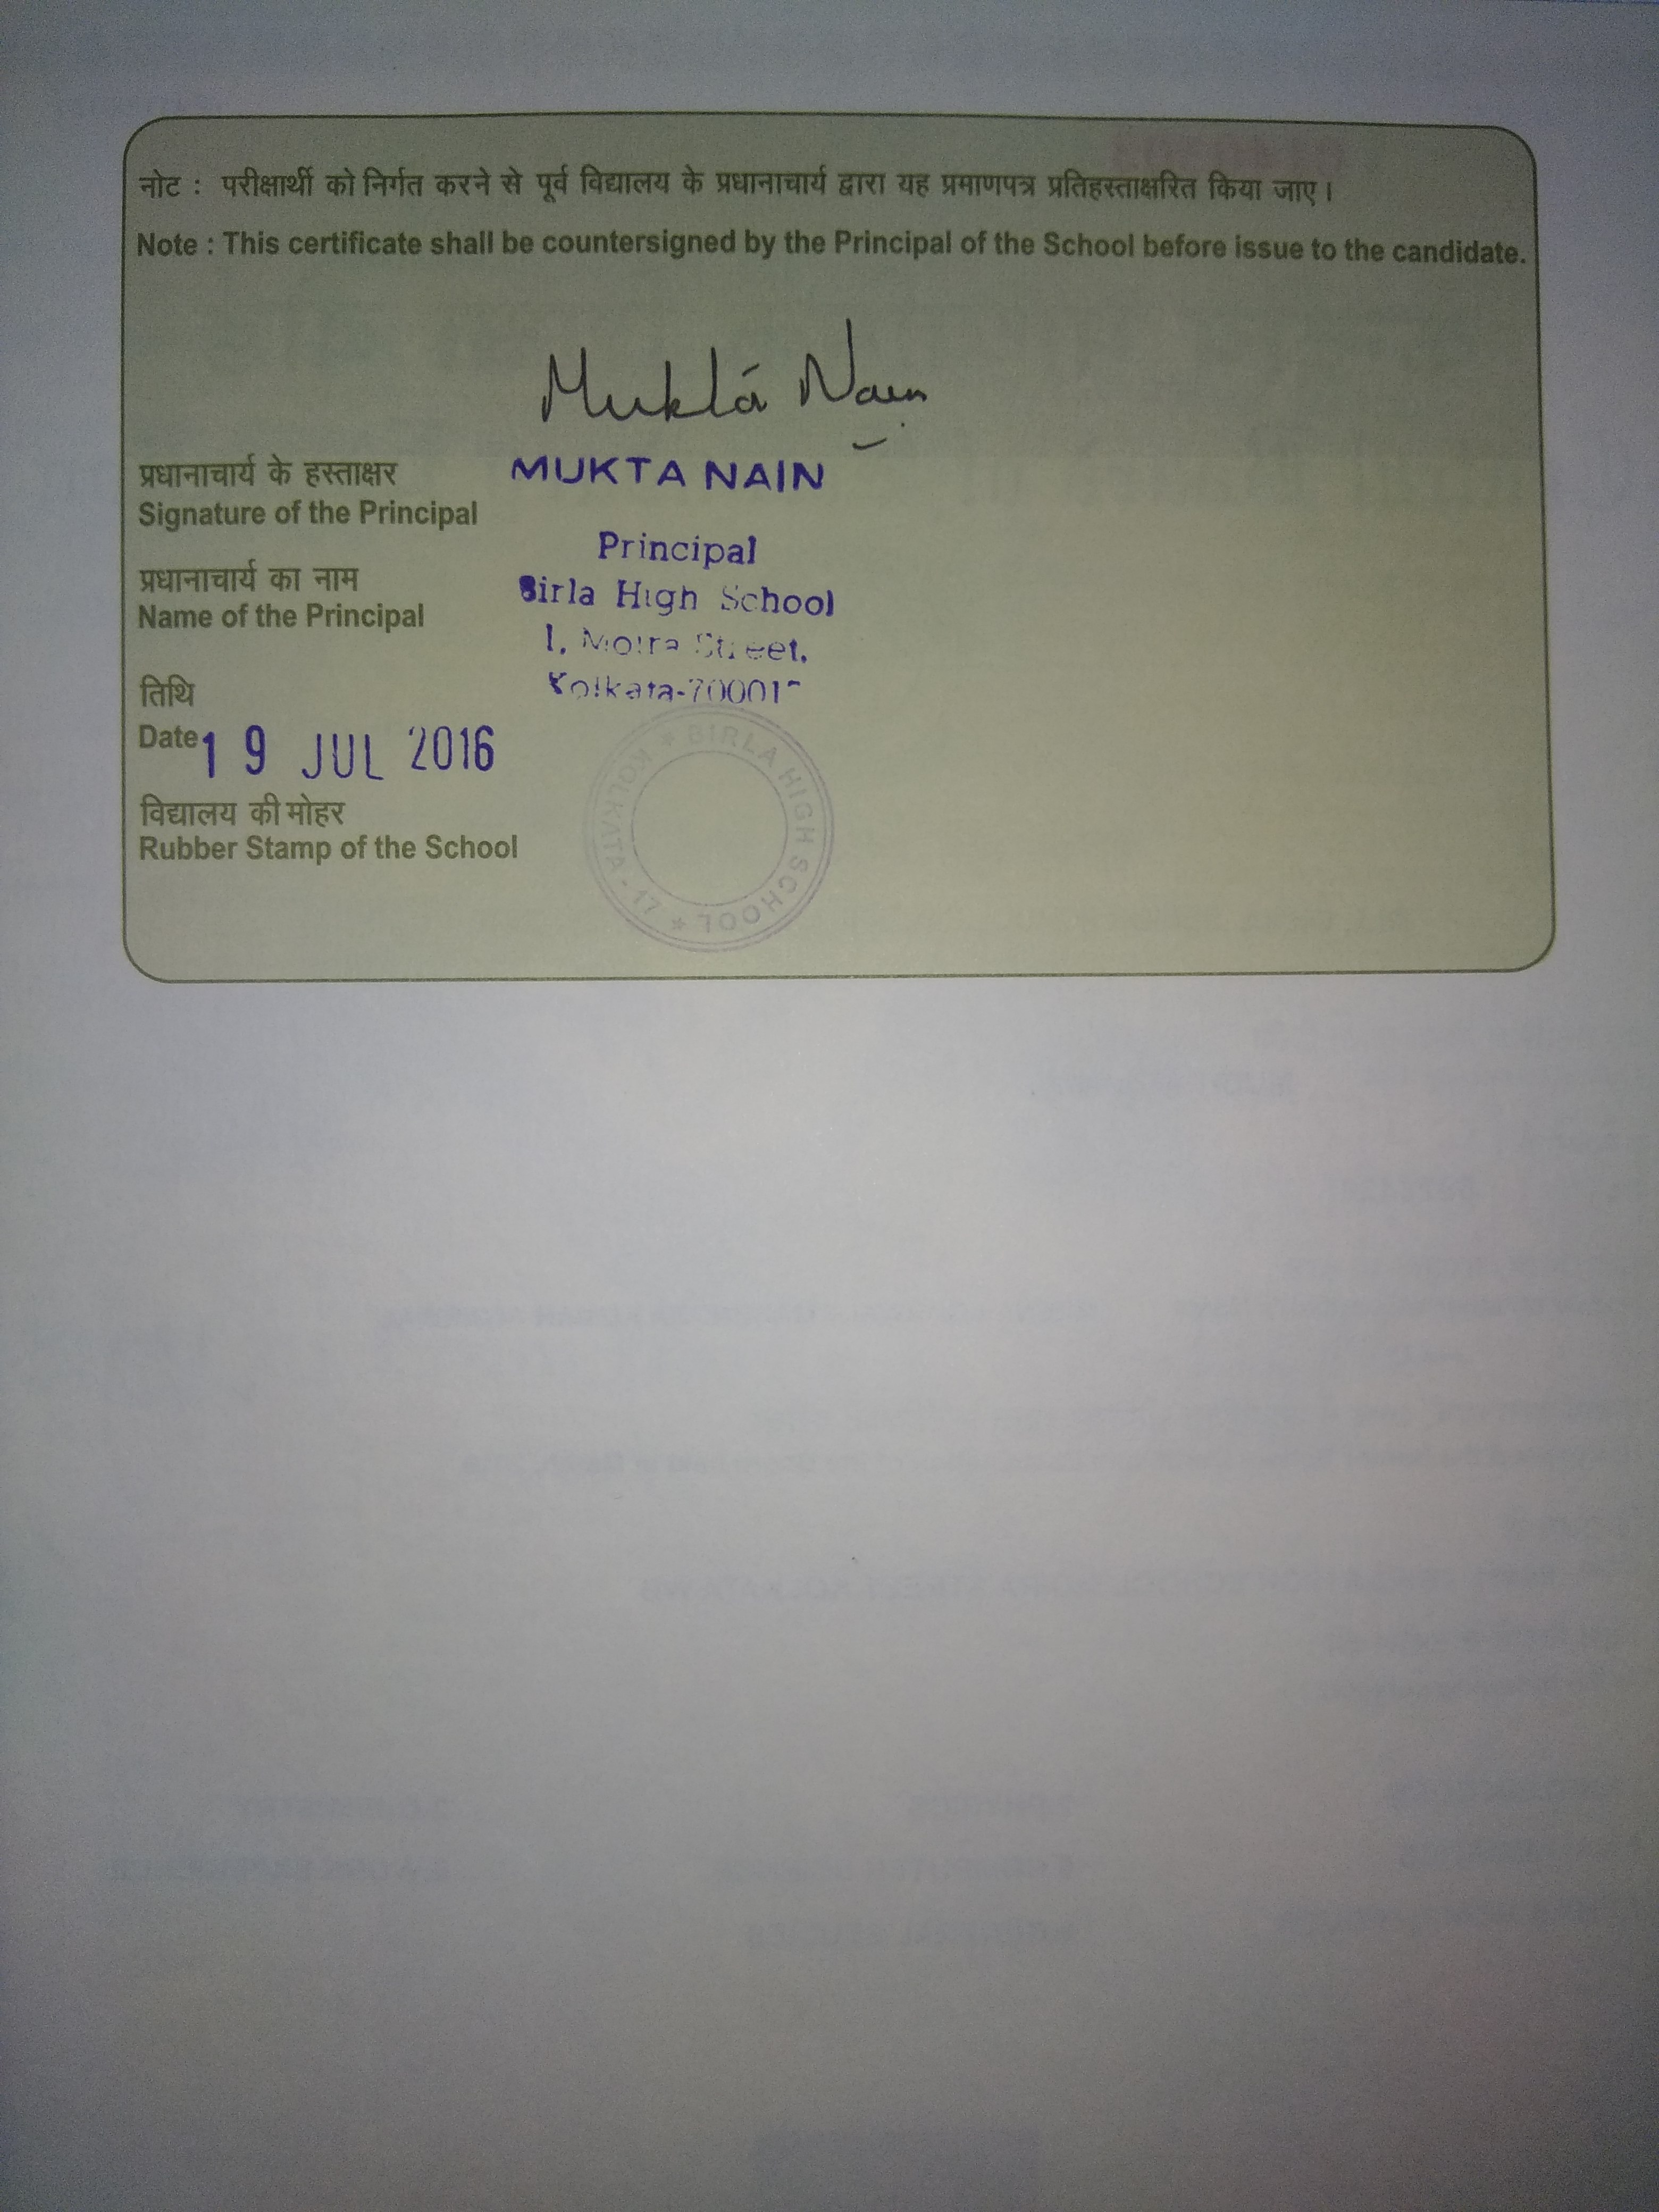 नोट : परीक्षार्थी को निर्गत करने से पूर्व विद्यालय के प्रधानाचार्य द्वारा यह प्रमाणपत्र प्रतिहस्ताक्षरित किया जाए।
Note : This certificate shall be countersigned by the Principal of the School before issue to the candidate.
Mukta Nain
प्रधानाचार्य के हस्ताक्षर
MUKTA NAIN
Signature of the Principal
Principal
प्रधानाचार्य का नाम
Birla High School
Name of the Principal
1, Moira Street,
तिथि
Kolkata-70001
Date 19 JUL 2016
विद्यालय की मोहर
Rubber Stamp of the School
* BIRLA HIGH SCHOOL * KOLKATA - 17